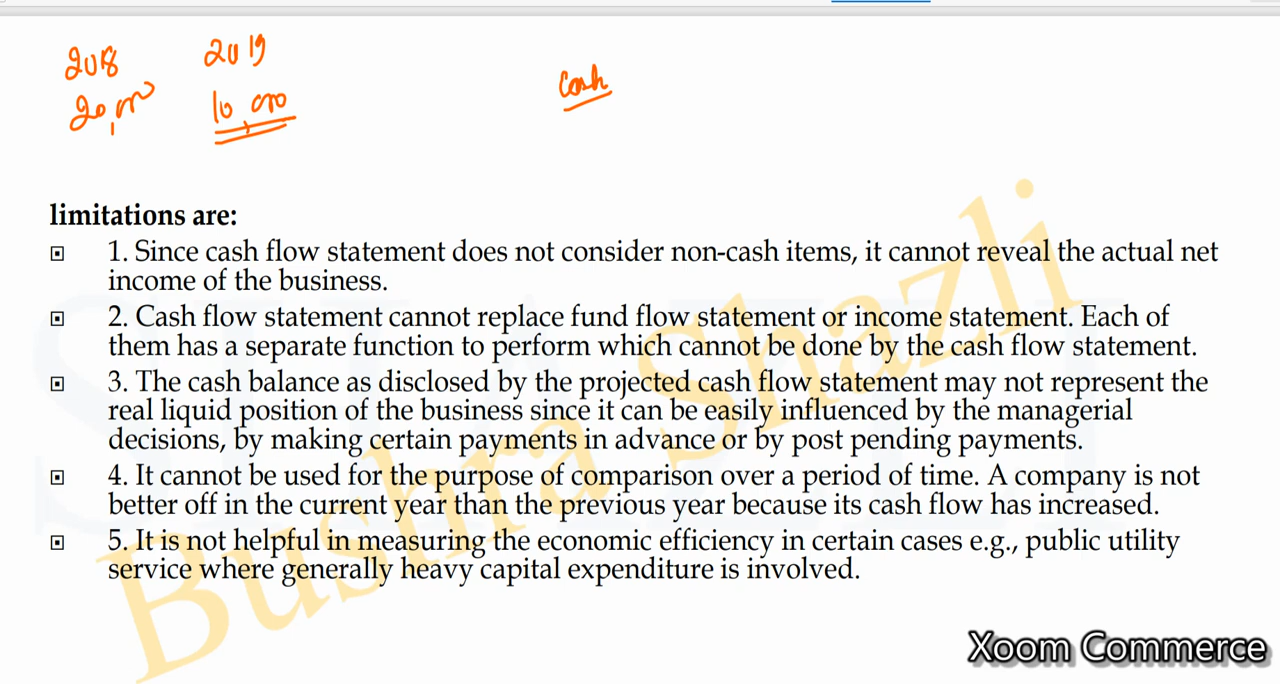 2018 2019
20,000 10,000
Cash
limitations are:
1. Since cash flow statement does not consider non-cash items, it cannot reveal the actual net
income of the business.
2. Cash flow statement cannot replace fund flow statement or income statement. Each of
them has a separate function to perform which cannot be done by the cash flow statement.
3. The cash balance as disclosed by the projected cash flow statement may not represent the
real liquid position of the business since it can be easily influenced by the managerial
decisions, by making certain payments in advance or by post pending payments.
4. It cannot be used for the purpose of comparison over a period of time. A company is not
better off in the current year than the previous year because its cash flow has increased.
5. It is not helpful in measuring the economic efficiency in certain cases e.g., public utility
service where generally heavy capital expenditure is involved.
Bushra Shazli
SHAZLI
Xoom Commerce